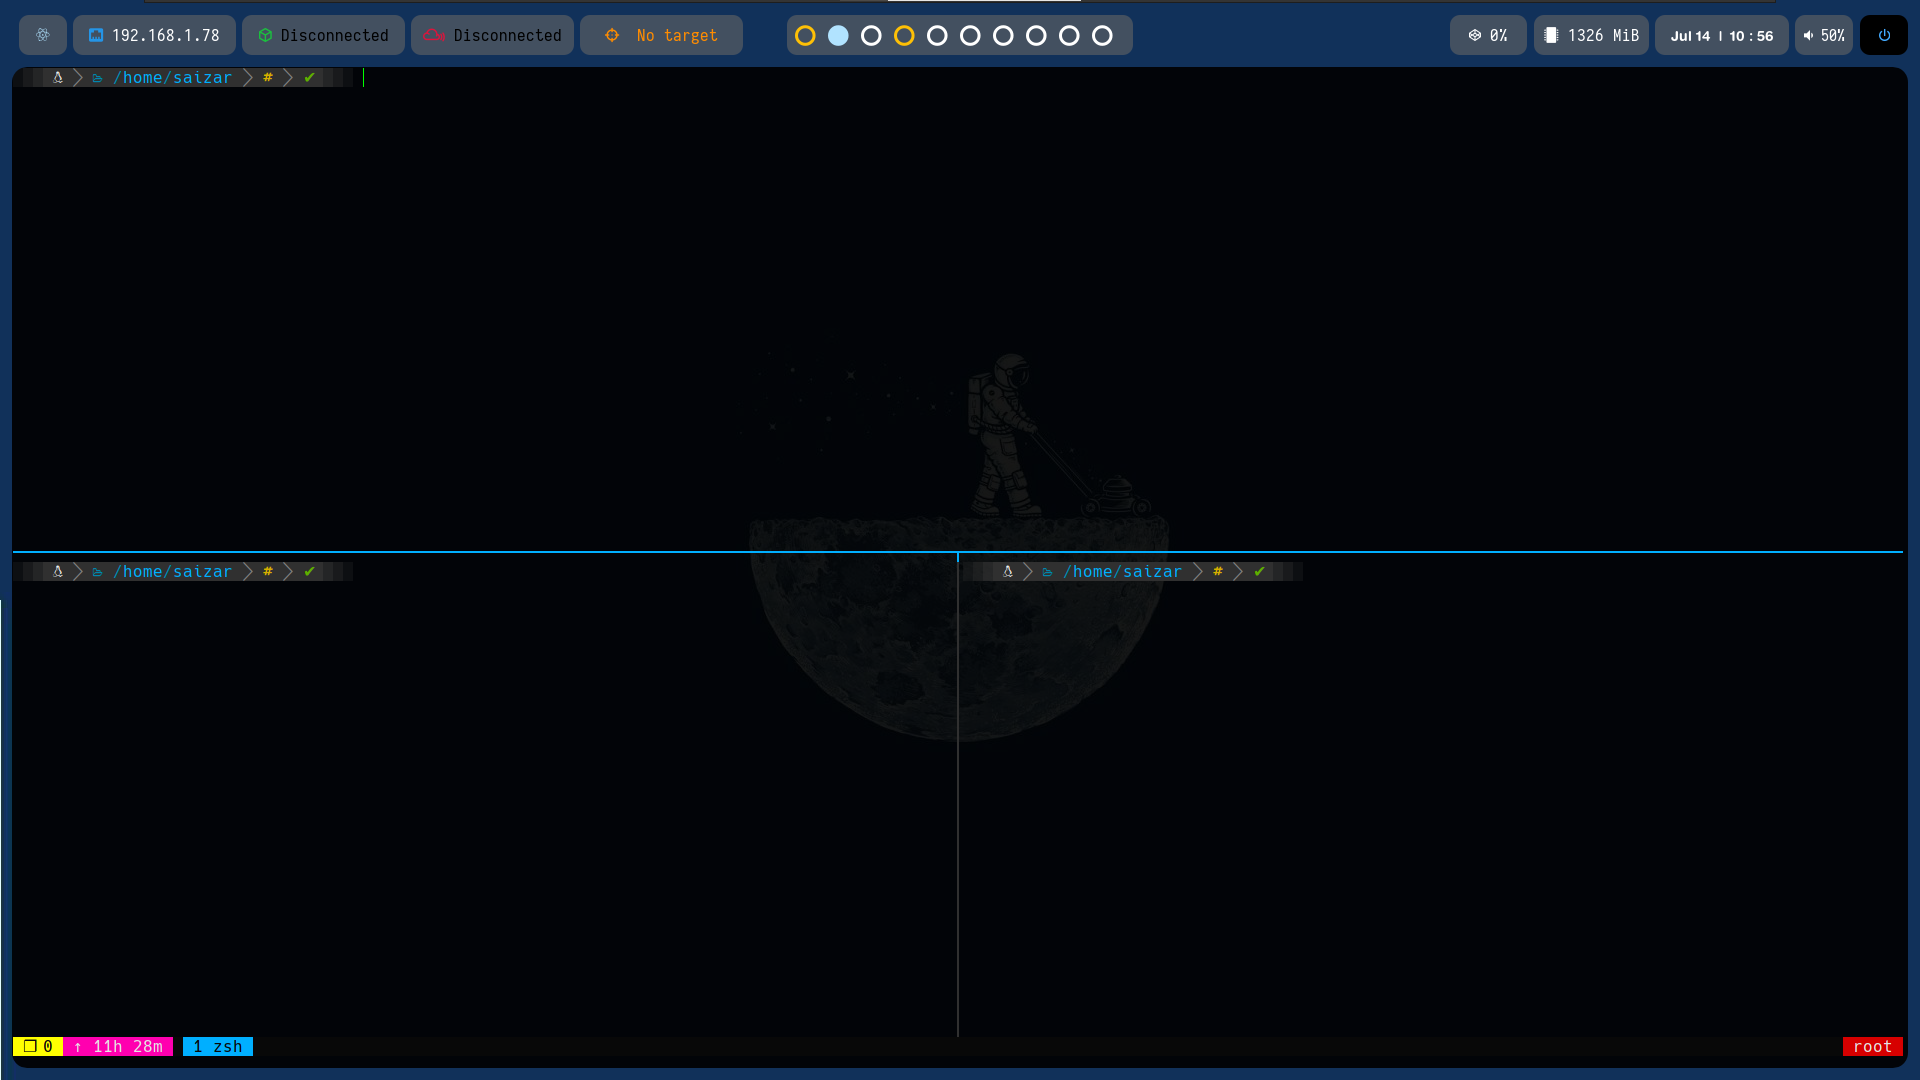 192.168.1.78 Disconnected Disconnected No target 0% 1326 MiB Jul 14 | 10 : 56 50%
/home/saizar # ✔
/home/saizar # ✔
/home/saizar # ✔
0 ↑ 11h 28m 1 zsh root